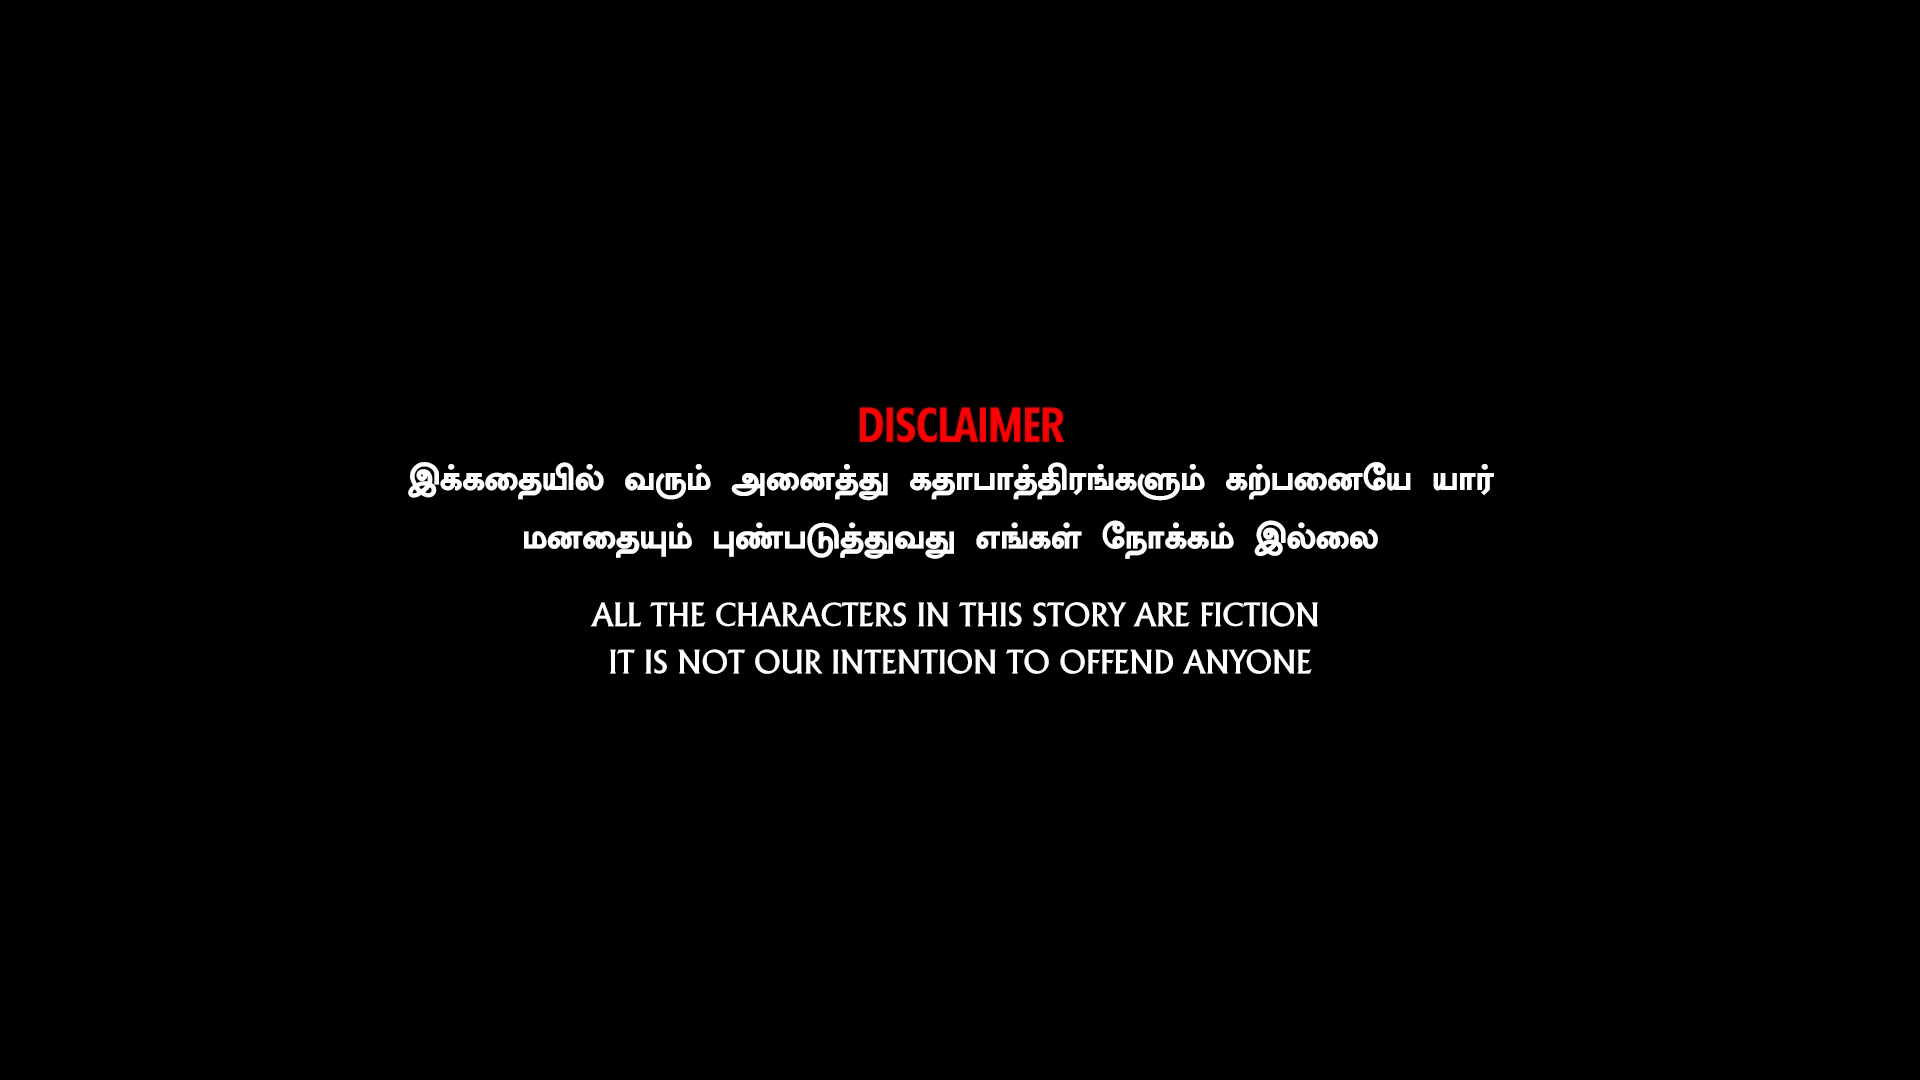 DISCLAIMER
இக்கதையில் வரும் அனைத்து கதாபாத்திரங்களும் கற்பனையே யார்
மனதையும் புண்படுத்துவது எங்கள் நோக்கம் இல்லை
ALL THE CHARACTERS IN THIS STORY ARE FICTION
IT IS NOT OUR INTENTION TO OFFEND ANYONE